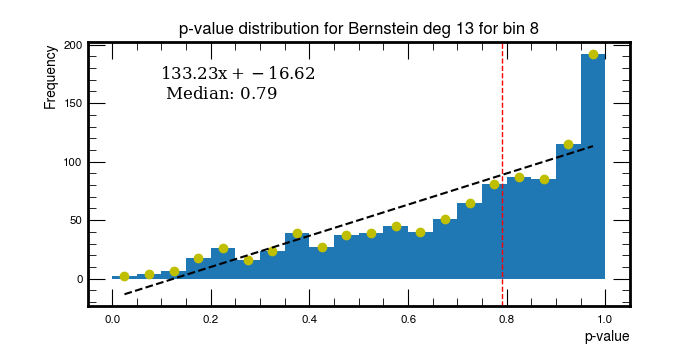 p-value distribution for Bernstein deg 13 for bin 8
Frequency
200
150
100
50
0
133.23x + −16.62
Median: 0.79
0.0 0.2 0.4 0.6 0.8 1.0
p-value